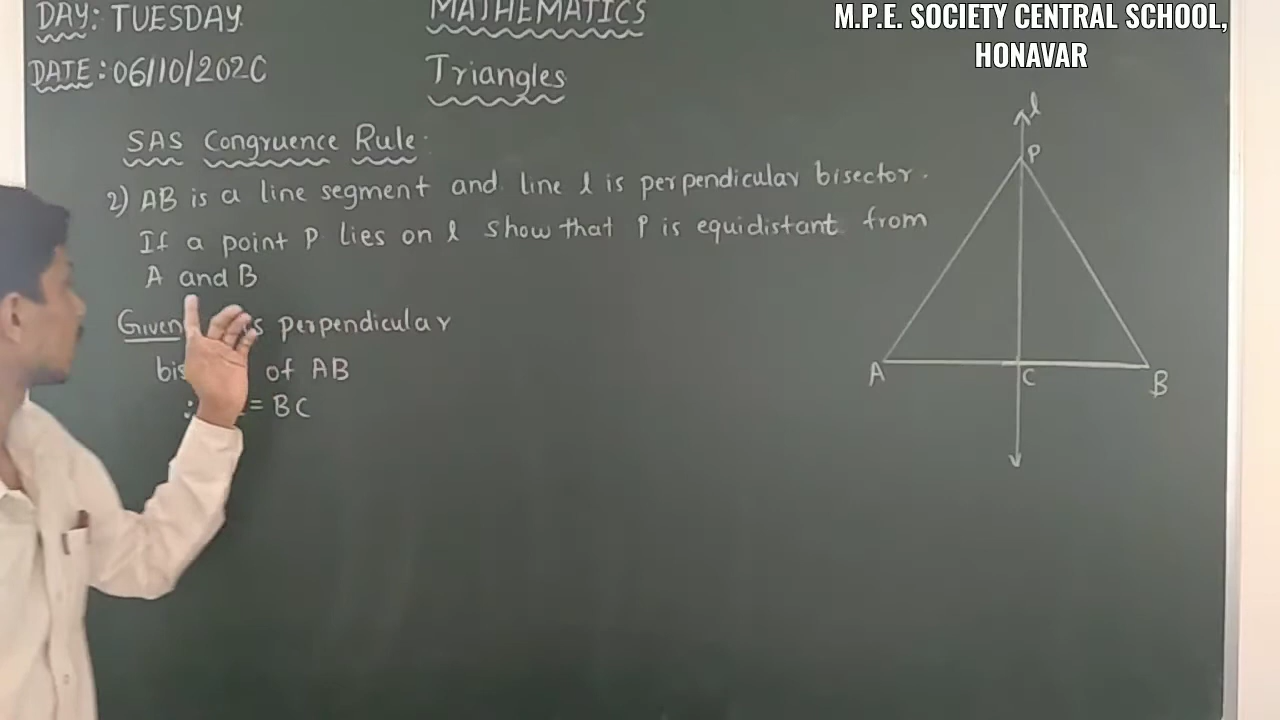 DAY: TUESDAY
DATE: 06/10/202C
MATHEMATICS
Triangles
M.P.E. SOCIETY CENTRAL SCHOOL,
HONAVAR
SAS Congruence Rule:
2) AB is a line segment and line l is perpendicular bisector.
If a point P lies on l show that P is equidistant from
A and B
Given perpendicular
of AB
= BC
l
P
A
C
B